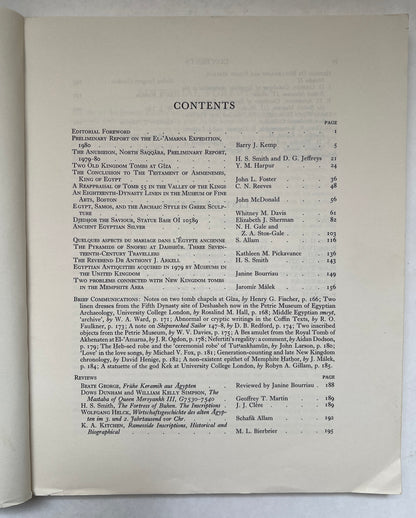 CONTENTS
PAGE
Editorial Foreword . . . . . 1
Preliminary Report on the El-'Amarna Expedition,
1980 . . . . . Barry J. Kemp . 5
The Anubieion, North Saqqâra, Preliminary Report,
1979-80 . . . . . H. S. Smith and D. G. Jeffreys 21
Two Old Kingdom Tombs at Gîza . . . Y. M. Harpur . 24
The Conclusion to The Testament of Ammenemes,
King of Egypt . . . . . John L. Foster . 36
A Reappraisal of Tomb 55 in the Valley of the Kings C. N. Reeves . 48
An Eighteenth-Dynasty Linen in the Museum of Fine
Arts, Boston . . . . . John McDonald . 56
Egypt, Samos, and the Archaic Style in Greek Sculp-
ture . . . . . Whitney M. Davis . 61
Djedhor the Saviour, Statue Base OI 10589 . Elizabeth J. Sherman . 82
Ancient Egyptian Silver . . . . N. H. Gale and
Z. A. Stos-Gale . 103
Quelques aspects du mariage dans l'Égypte ancienne S. Allam . 116
The Pyramids of Snofru at Dahshûr. Three Seven-
teenth-Century Travellers . . . Kathleen M. Pickavance . 136
The Reverend Dr Anthony J. Arkell . . H. S. Smith . 143
Egyptian Antiquities acquired in 1979 by Museums in
the United Kingdom . . . . Janine Bourriau . 149
Two problems connected with New Kingdom tombs
in the Memphite Area . . . . Jaromir Málek . 156
Brief Communications: Notes on two tomb chapels at Gîza, by Henry G. Fischer, p. 166; Two
linen dresses from the Fifth Dynasty site of Deshasheh now in the Petrie Museum of Egyptian
Archaeology, University College London, by Rosalind M. Hall, p. 168; Middle Egyptian smeyt,
'archive', by W. A. Ward, p. 171; Abnormal or cryptic writings in the Coffin Texts, by R. O.
Faulkner, p. 173; A note on Shipwrecked Sailor 147-8, by D. B. Redford, p. 174; Two inscribed
objects from the Petrie Museum, by W. V. Davies, p. 175; A Bes amulet from the Royal Tomb of
Akhenaten at El-'Amarna, by J. R. Ogdon, p. 178; Nefertiti's regality: a comment, by Aidan Dodson,
p. 179; The Ḥeb-sed robe and the 'ceremonial robe' of Tut'ankhamūn, by John Larson, p. 180;
'Love' in the love songs, by Michael V. Fox, p. 181; Generation-counting and late New Kingdom
chronology, by David Henige, p. 182; A non-existent epithet of Memphite Hathor, by J. Málek,
p. 184; A statuette of the god Kek at University College London, by Robyn A. Gillam, p. 185.
Reviews PAGE
Beate George, Frühe Keramik aus Ägypten . Reviewed by Janine Bourriau . 188
Dows Dunham and William Kelly Simpson, The
Mastaba of Queen Mersyankh III, G7530-7540 Geoffrey T. Martin . 189
H. S. Smith, The Fortress of Buhen. The Inscriptions . J. J. Clère . 189
Wolfgang Helck, Wirtschaftsgeschichte des alten Ägyp-
ten im 3. und 2. Jahrtausend vor Chr. . . Schafik Allam . 190
K. A. Kitchen, Ramesside Inscriptions, Historical and
Biographical . . . . . M. L. Bierbrier . 195